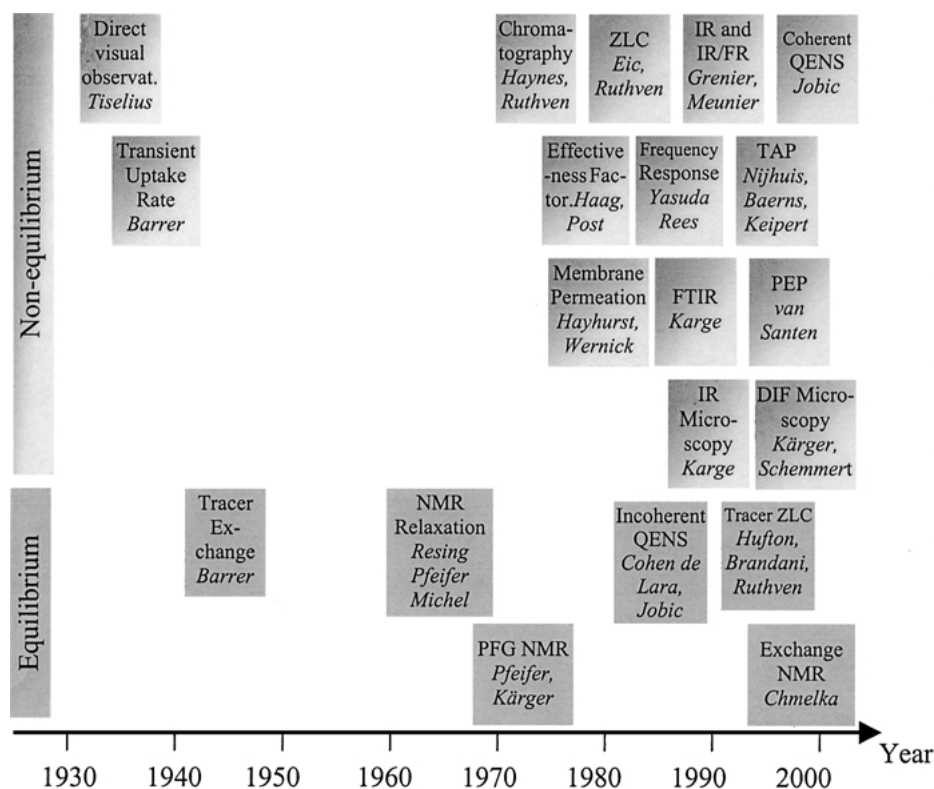 Non-equilibrium
Direct
visual
observat.
Tiselius
Chroma-
tography
Haynes,
Ruthven
ZLC
Eic,
Ruthven
IR and
IR/FR
Grenier,
Meunier
Coherent
QENS
Jobic
Transient
Uptake
Rate
Barrer
Effective
-ness Fac-
tor.Haag,
Post
Frequency
Response
Yasuda
Rees
TAP
Nijhuis,
Baerns,
Keipert
Membrane
Permeation
Hayhurst,
Wernick
FTIR
Karge
PEP
van
Santen
IR
Micro-
scopy
Karge
DIF Micro-
scopy
Kärger,
Schemmert
Equilibrium
Tracer
Ex-
change
Barrer
NMR
Relaxation
Resing
Pfeifer
Michel
Incoherent
QENS
Cohen de
Lara,
Jobic
Tracer ZLC
Hufton,
Brandani,
Ruthven
PFG NMR
Pfeifer,
Kärger
Exchange
NMR
Chmelka
Year
1930 1940 1950 1960 1970 1980 1990 2000